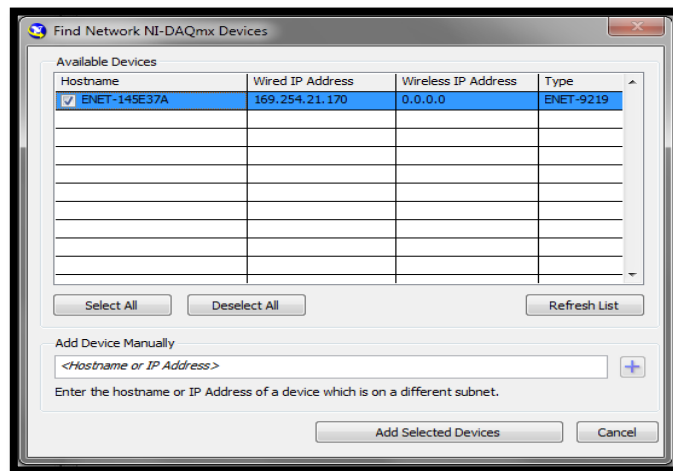 Find Network NI-DAQmx Devices
Available Devices
Hostname Wired IP Address Wireless IP Address Type
ENET-145E37A 169.254.21.170 0.0.0.0 ENET-9219
Select All Deselect All Refresh List
Add Device Manually
<Hostname or IP Address>
Enter the hostname or IP Address of a device which is on a different subnet.
Add Selected Devices Cancel